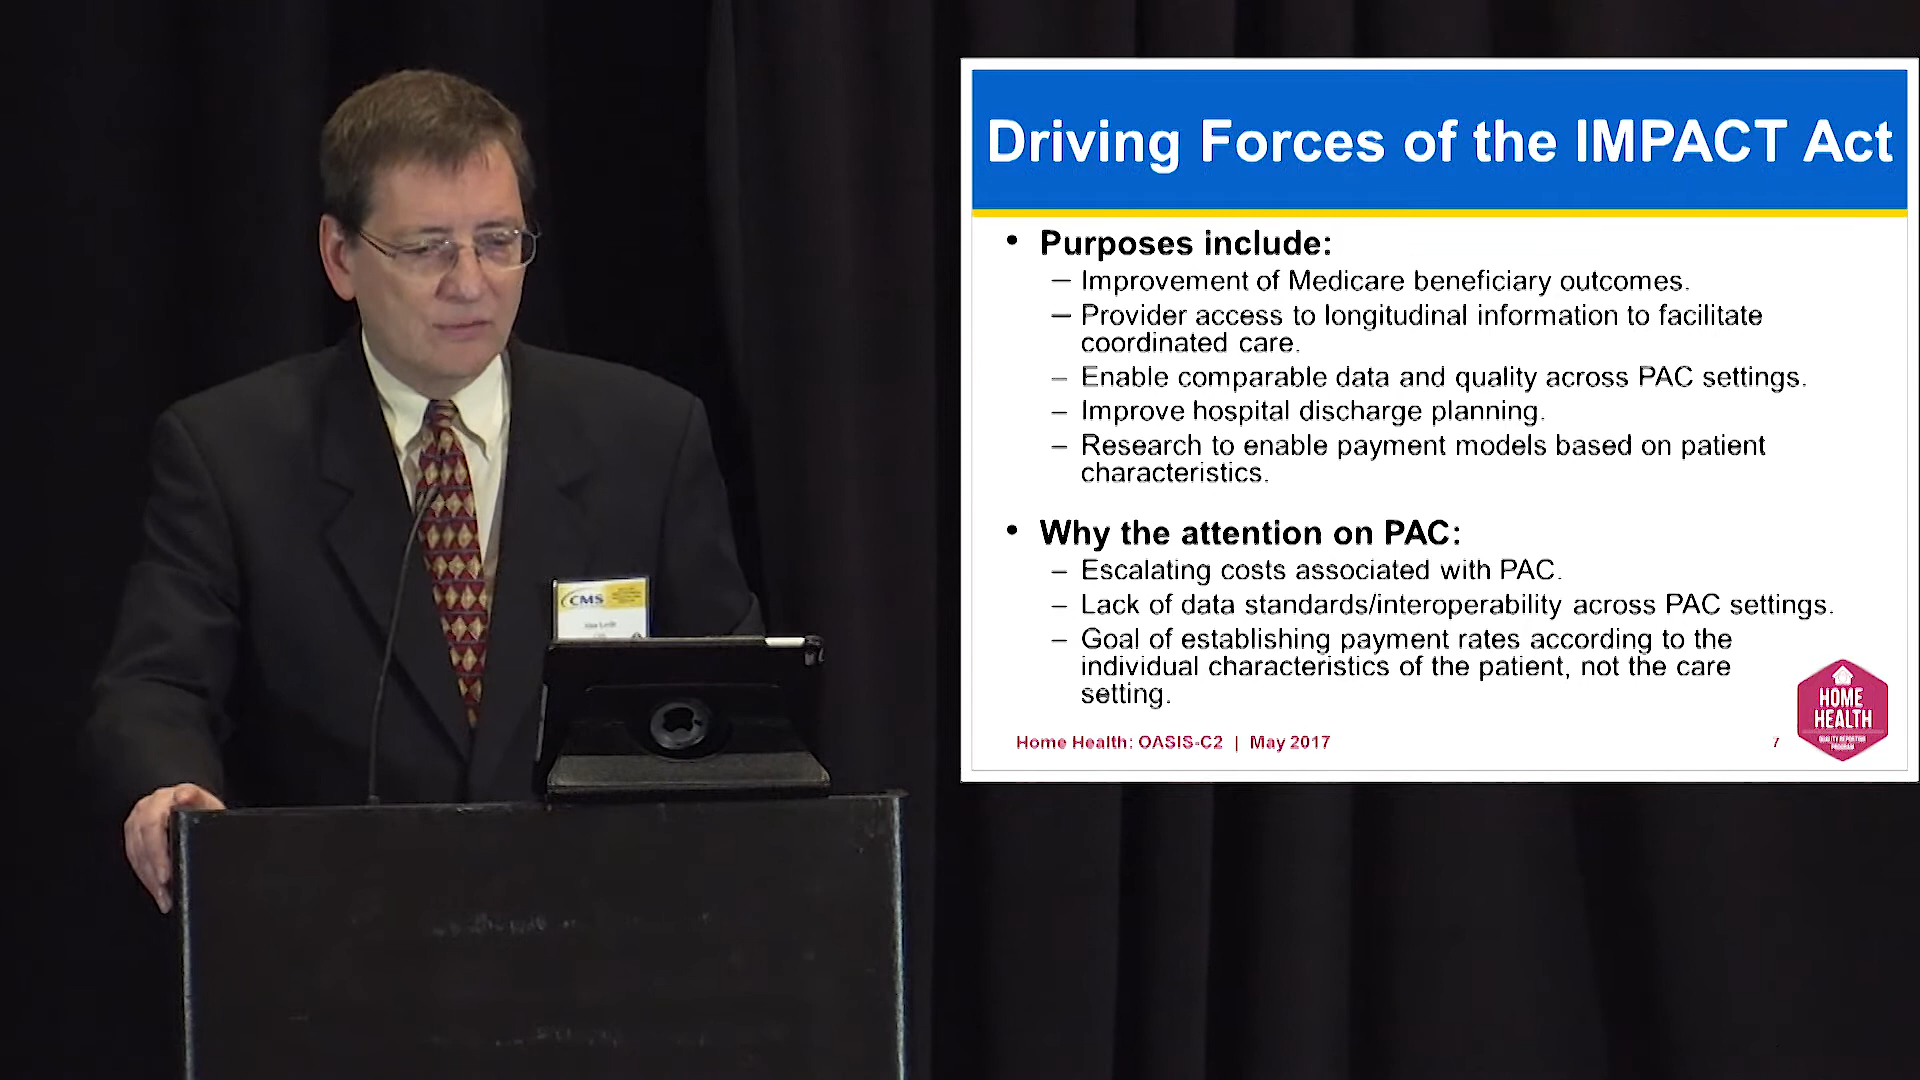 Driving Forces of the IMPACT Act
• Purposes include:
– Improvement of Medicare beneficiary outcomes.
– Provider access to longitudinal information to facilitate
coordinated care.
– Enable comparable data and quality across PAC settings.
– Improve hospital discharge planning.
– Research to enable payment models based on patient
characteristics.
• Why the attention on PAC:
– Escalating costs associated with PAC.
– Lack of data standards/interoperability across PAC settings.
– Goal of establishing payment rates according to the
individual characteristics of the patient, not the care
setting.
Home Health: OASIS-C2 | May 2017
7
HOME
HEALTH
QUALITY REPORTING
PROGRAM
CMS